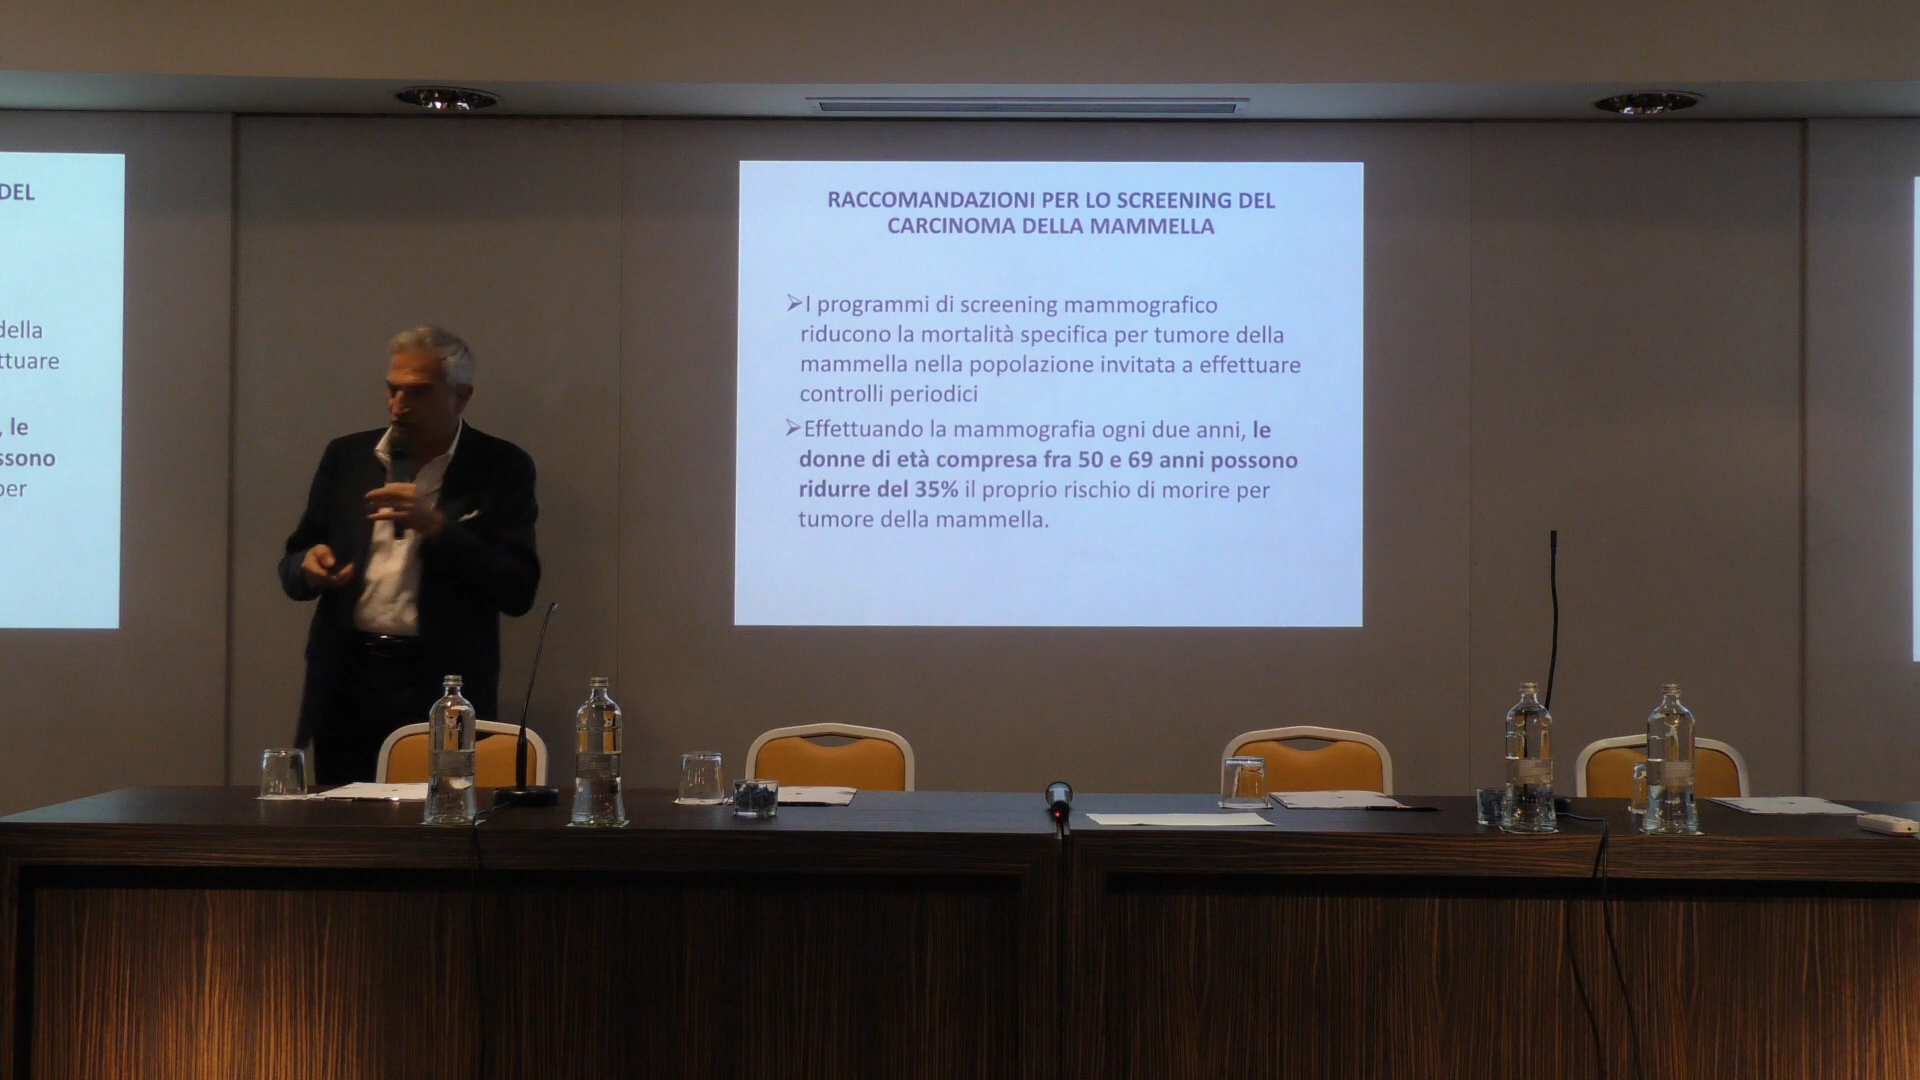 DEL
della
ttuare
, le
ssono
per
RACCOMANDAZIONI PER LO SCREENING DEL
CARCINOMA DELLA MAMMELLA
➢I programmi di screening mammografico
riducono la mortalità specifica per tumore della
mammella nella popolazione invitata a effettuare
controlli periodici
➢Effettuando la mammografia ogni due anni, le
donne di età compresa fra 50 e 69 anni possono
ridurre del 35% il proprio rischio di morire per
tumore della mammella.